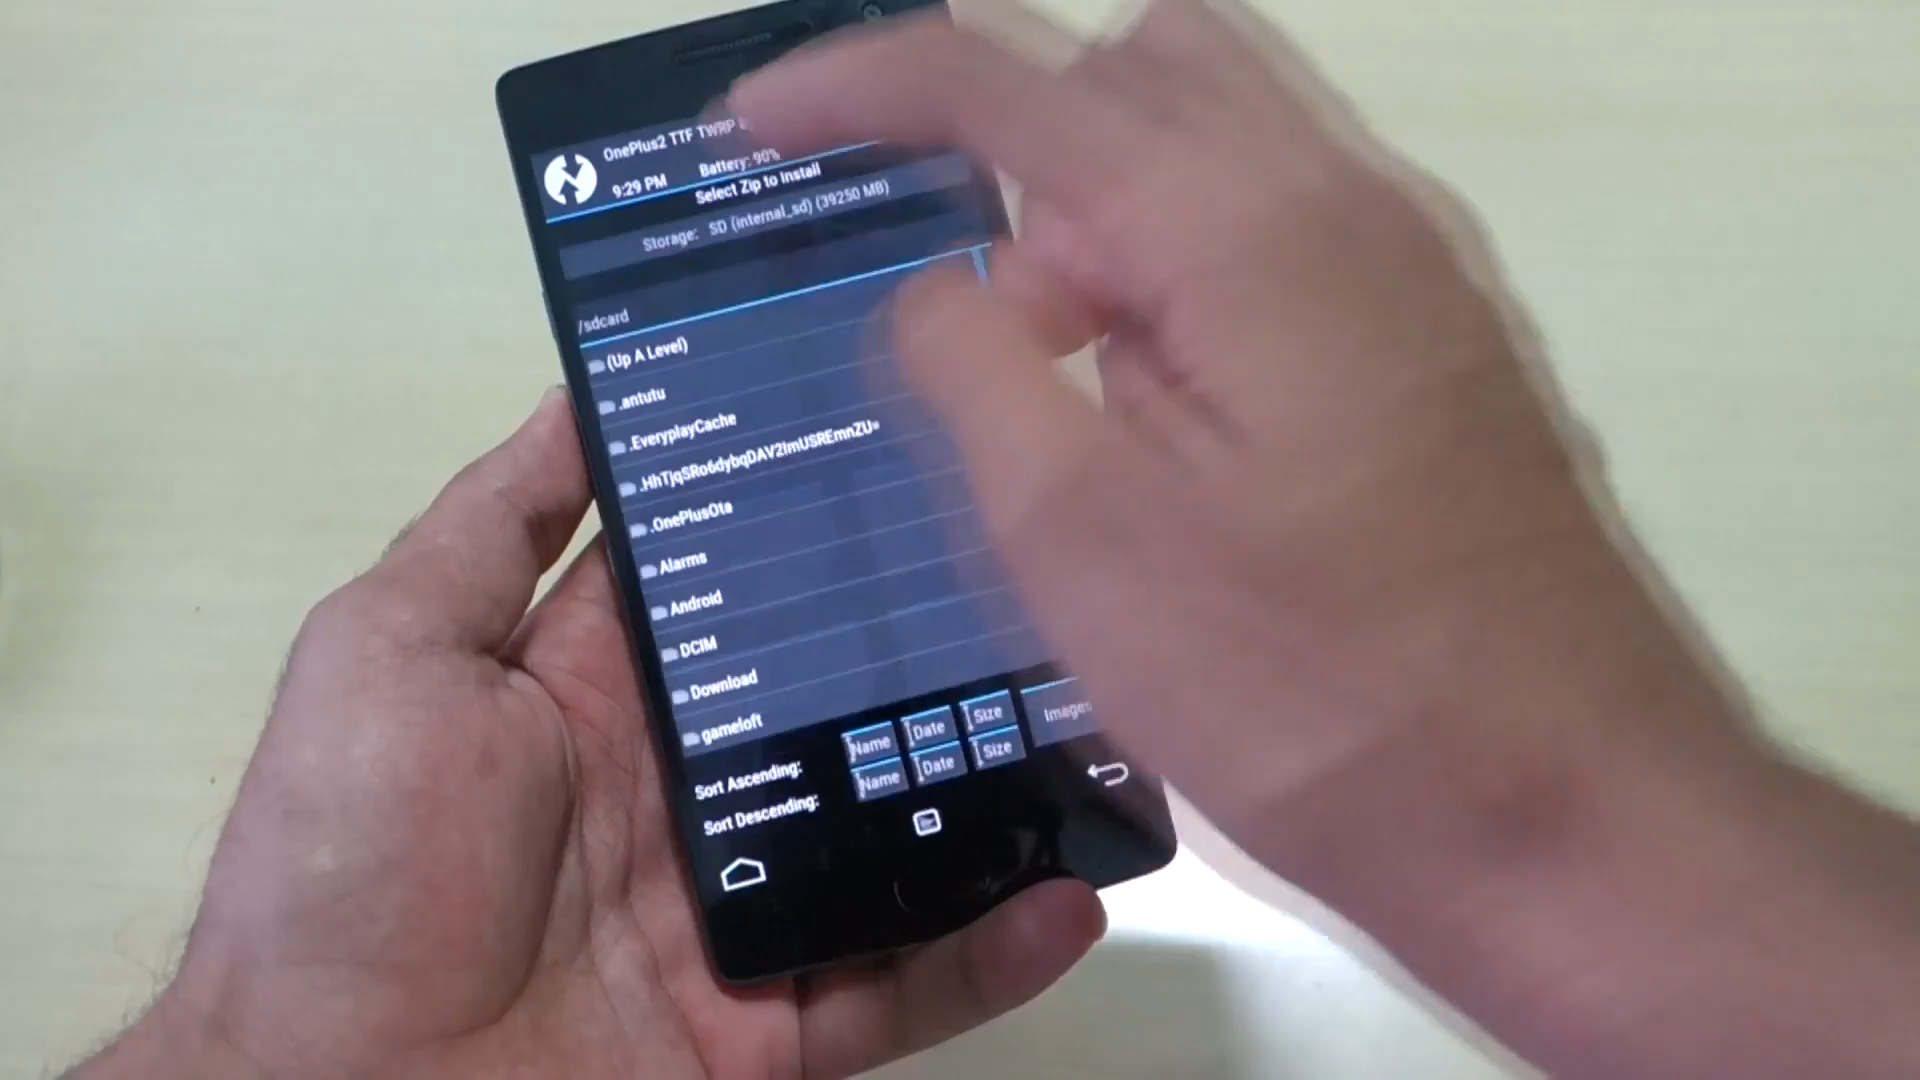 OnePlus2 TTF TWRP
9:29 PM Battery: 90%
Select Zip to Install
Storage: SD (internal_sd) (39250 MB)
/sdcard
(Up A Level)
.antutu
.EveryplayCache
.OnePlusOta
Alarms
Android
DCIM
Download
gameloft
Sort Ascending: Name Date Size Images
Sort Descending: Name Date Size